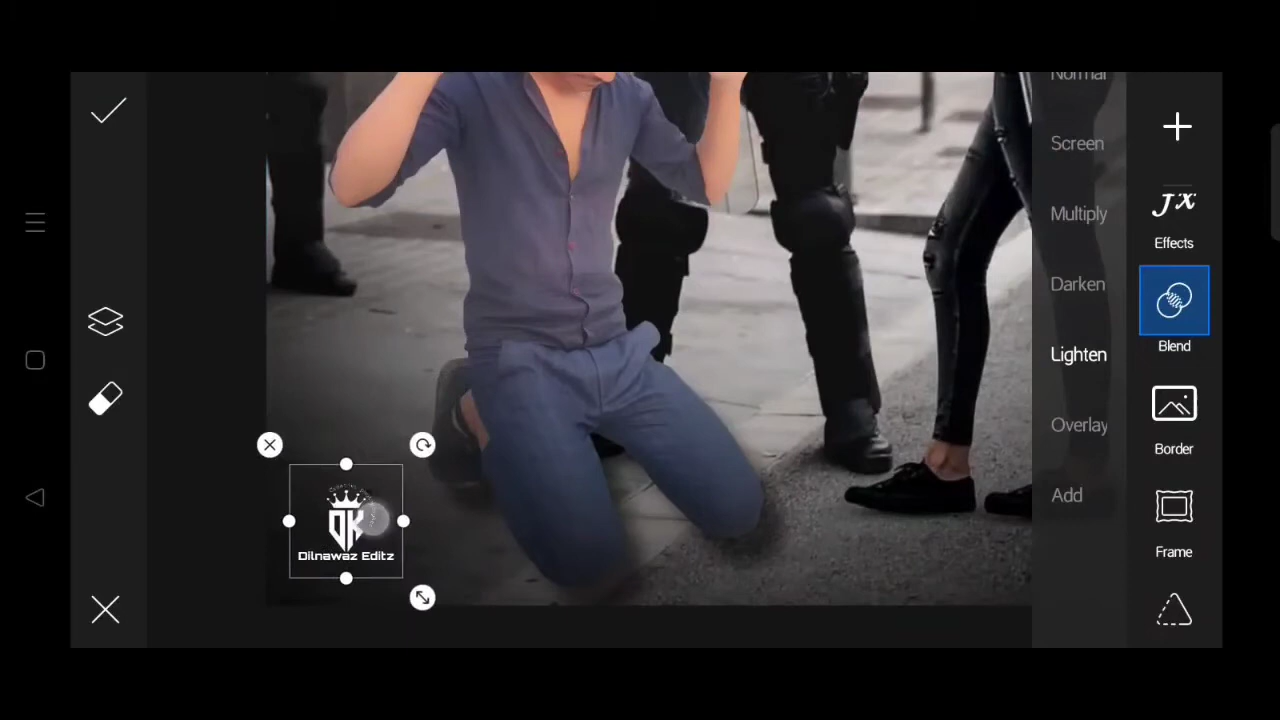 Normal
Screen
Multiply
Darken
Lighten
Overlay
Add
Effects
Blend
Border
Frame
DK
Dilnawaz Editz